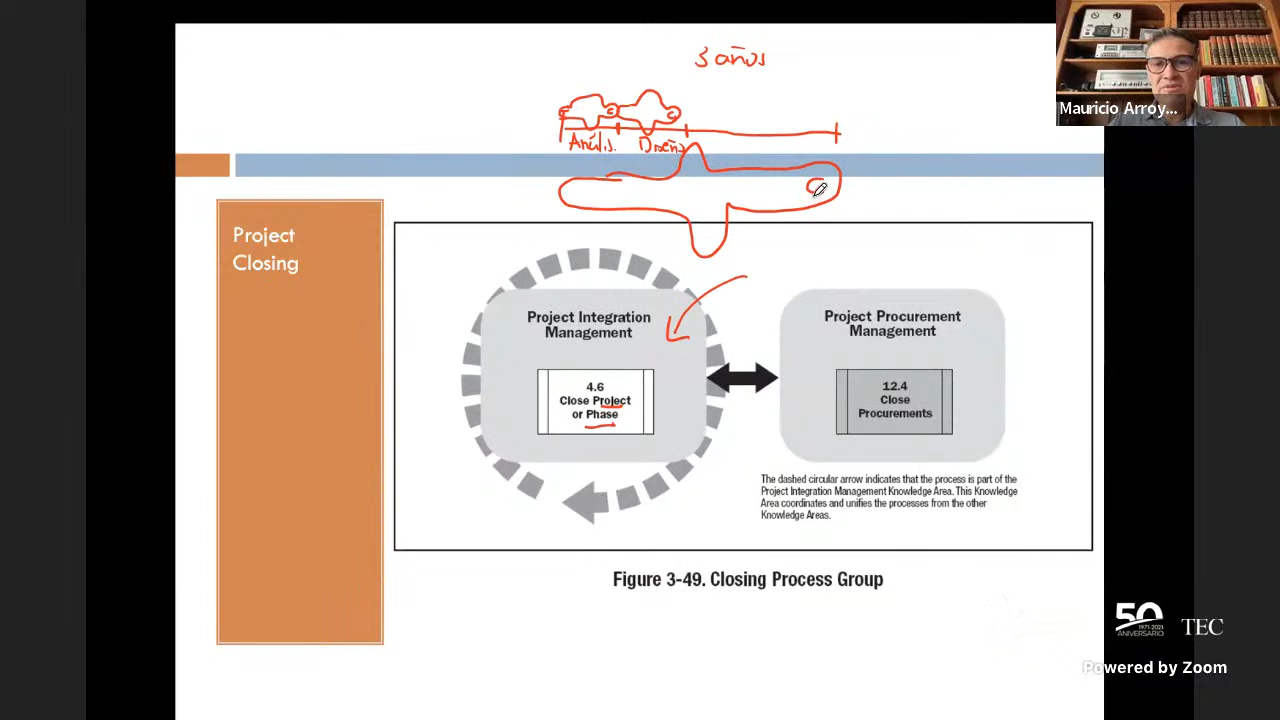 3 años
Mauricio Arroy...
Anális. Diseño
Project
Closing
Project Integration
Management
4.6
Close Project
or Phase
Project Procurement
Management
12.4
Close
Procurements
The dashed circular arrow indicates that the process is part of the
Project Integration Management Knowledge Area. This Knowledge
Area coordinates and unifies the processes from the other
Knowledge Areas.
Figure 3-49. Closing Process Group
50
1971-2021
ANIVERSARIO
TEC
Powered by Zoom